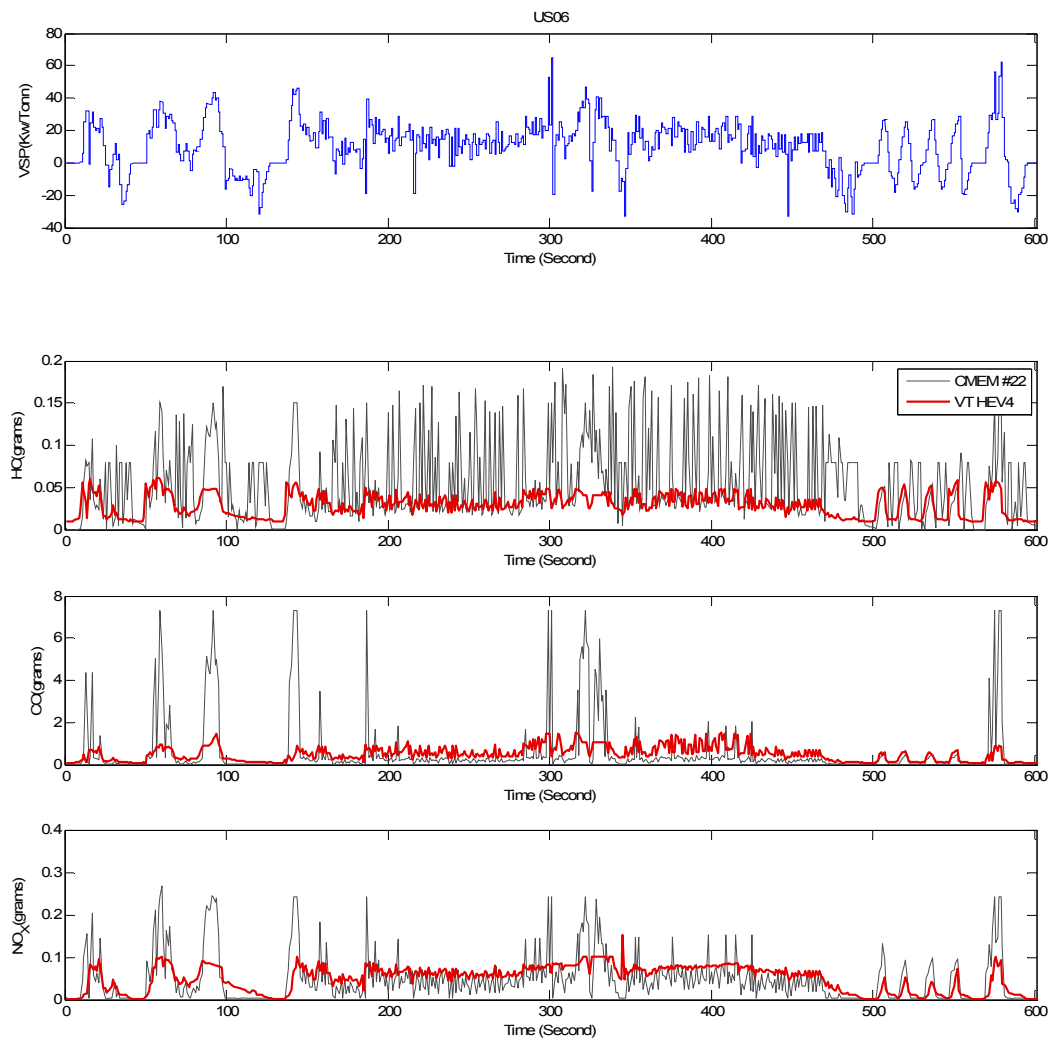 US06
VSP(Kw/Tonn)
80
60
40
20
0
-20
-40
0 100 200 300 400 500 600
Time (Second)
HC(grams)
0.2
0.15
0.1
0.05
0
CMEM #22
VT HEV4
0 100 200 300 400 500 600
Time (Second)
CO(grams)
8
6
4
2
0
0 100 200 300 400 500 600
Time (Second)
NOX(grams)
0.4
0.3
0.2
0.1
0
0 100 200 300 400 500 600
Time (Second)